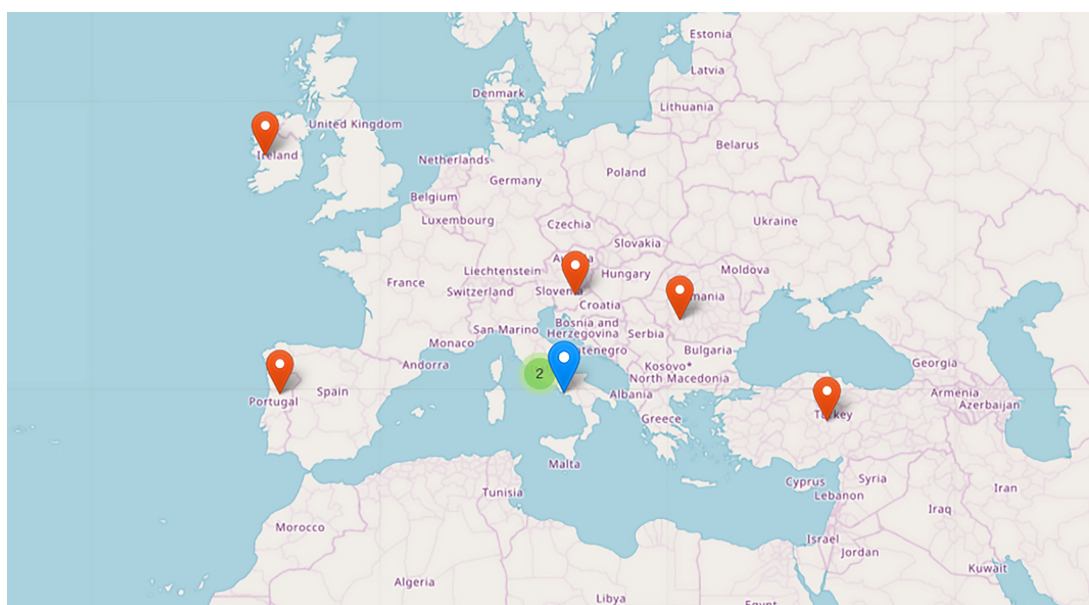 Estonia
Latvia
Denmark
Lithuania
United Kingdom
Belarus
Ireland
Netherlands
Poland
Germany
Belgium
Luxembourg
Ukraine
Czechia
Slovakia
Liechtenstein
Hungary
Moldova
France
Switzerland
Slovenia
Croatia
San Marino
Bosnia and
Herzegovina
Serbia
Monaco
Bulgaria
Andorra
Kosovo*
Georgia
2
North Macedonia
Spain
Albania
Armenia
Portugal
Azerbaijan
Greece
Malta
Cyprus
Syria
Tunisia
Lebanon
Iran
Iraq
Morocco
Israel
Jordan
Kuwait
Algeria
Libya